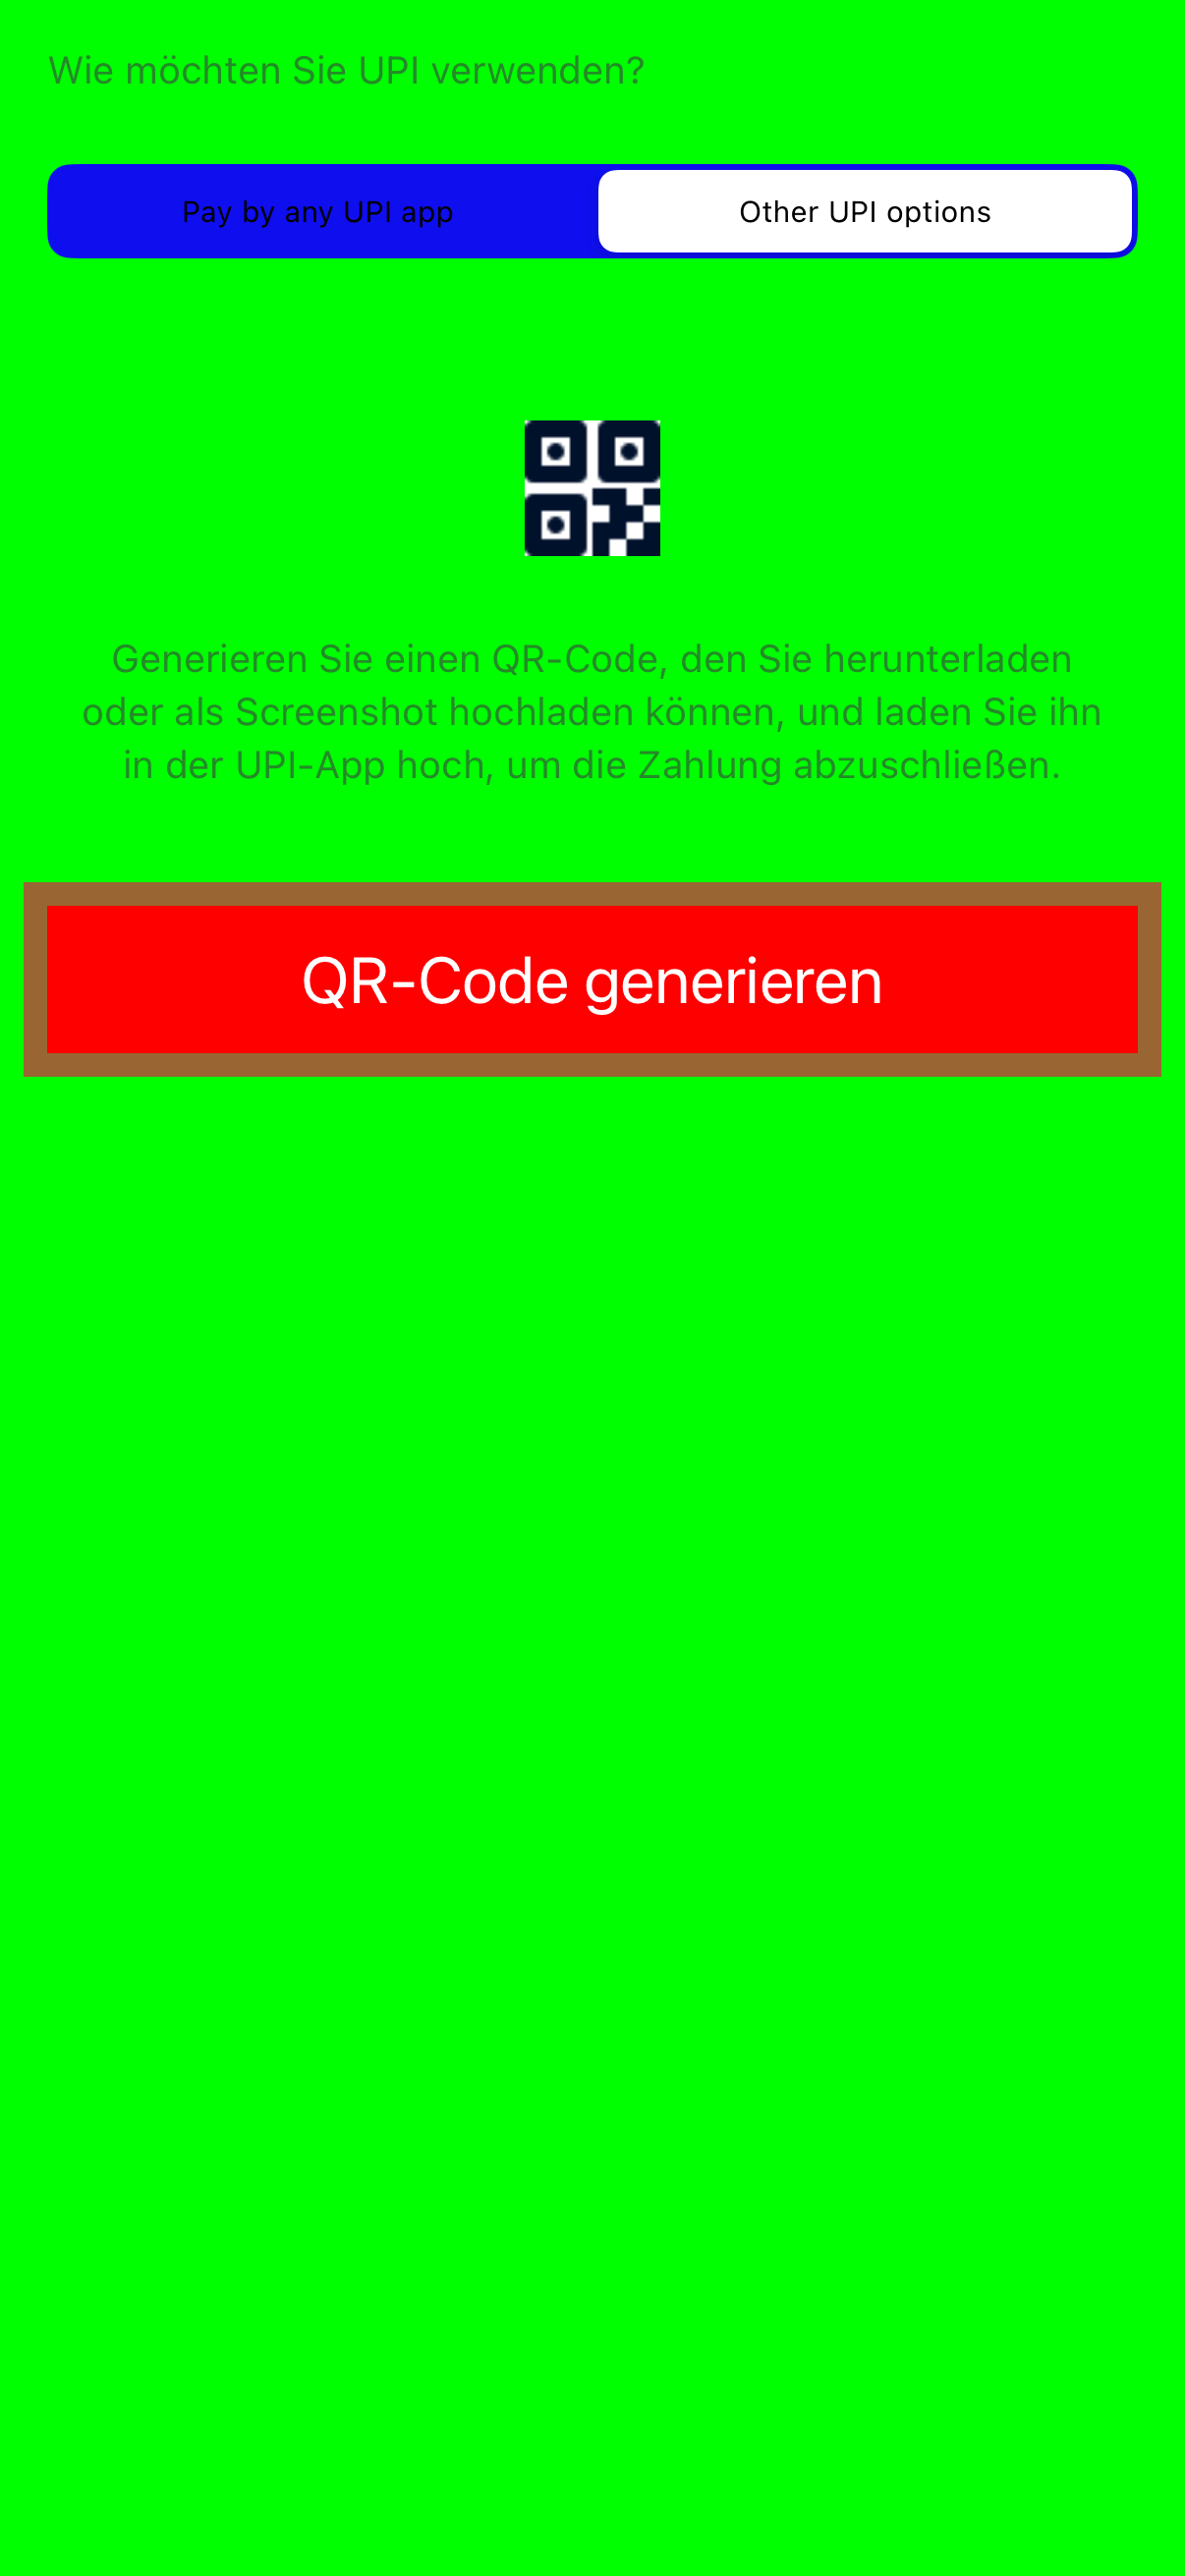 Wie möchten Sie UPI verwenden?
Pay by any UPI app
Other UPI options
Generieren Sie einen QR-Code, den Sie herunterladen
oder als Screenshot hochladen können, und laden Sie ihn
in der UPI-App hoch, um die Zahlung abzuschließen.
QR-Code generieren